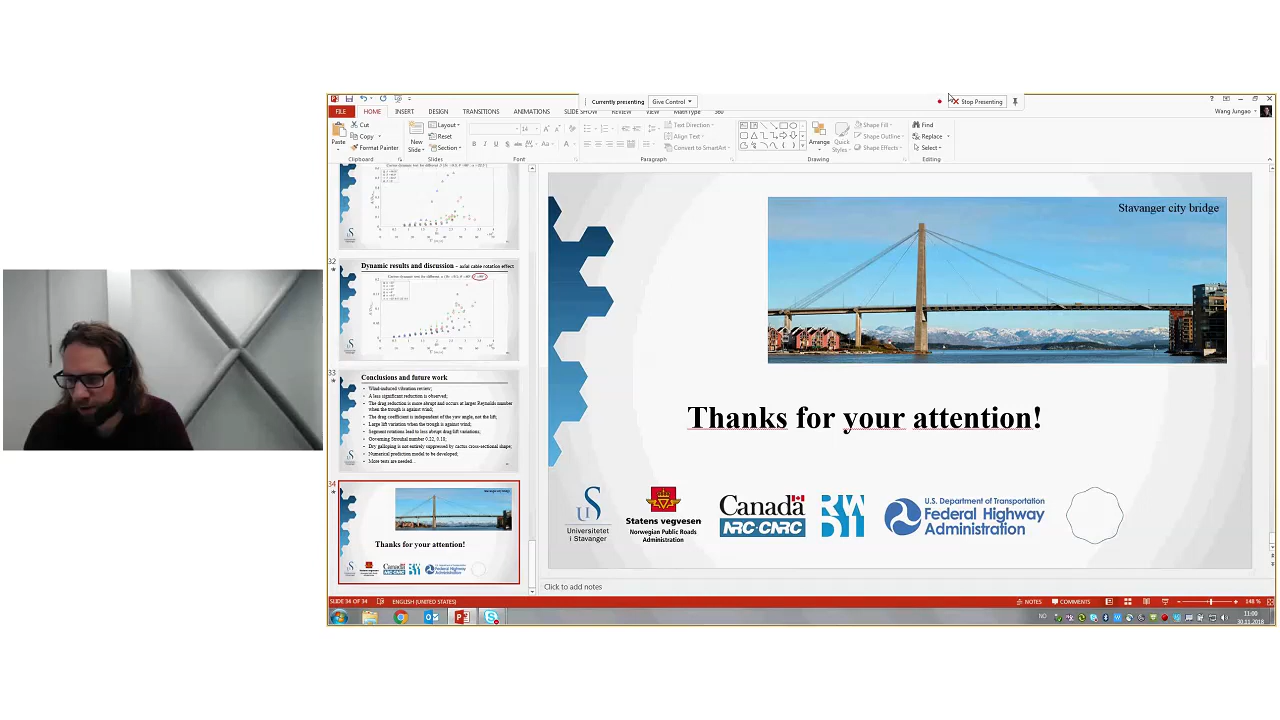 Currently presenting
Give Control
Stop Presenting
FILE
HOME
INSERT
DESIGN
TRANSITIONS
ANIMATIONS
SLIDE SHOW
REVIEW
VIEW
MathType
360
Wang Jungao
Paste
Cut
Copy
Format Painter
Clipboard
New
Slide
Layout
Reset
Section
Slides
14
Font
Text Direction
Align Text
Convert to SmartArt
Paragraph
Arrange
Quick
Styles
Shape Fill
Shape Outline
Shape Effects
Drawing
Find
Replace
Select
Editing
32
Dynamic results and discussion - axial cable rotation effect
33
Conclusions and future work
Wind-induced vibration review;
A less significant reduction is observed;
The drag reduction is more abrupt and occurs at larger Reynolds number
when the trough is against wind;
The drag coefficient is independent of the yaw angle, not the lift;
Large lift variation when the trough is against wind;
Segment rotations lead to less abrupt drag/lift variations;
Governing Strouhal number 0.22, 0.18;
Dry galloping is not entirely suppressed by cactus cross-sectional shape;
Numerical prediction model to be developed;
More tests are needed...
34
Thanks for your attention!
Stavanger city bridge
Thanks for your attention!
Universitetet
i Stavanger
Statens vegvesen
Norwegian Public Roads
Administration
Canada
NRC-CNRC
RWDI
U.S. Department of Transportation
Federal Highway
Administration
Click to add notes
SLIDE 34 OF 34
ENGLISH (UNITED STATES)
NOTES
COMMENTS
148 %
NO
11:00
30.11.2018